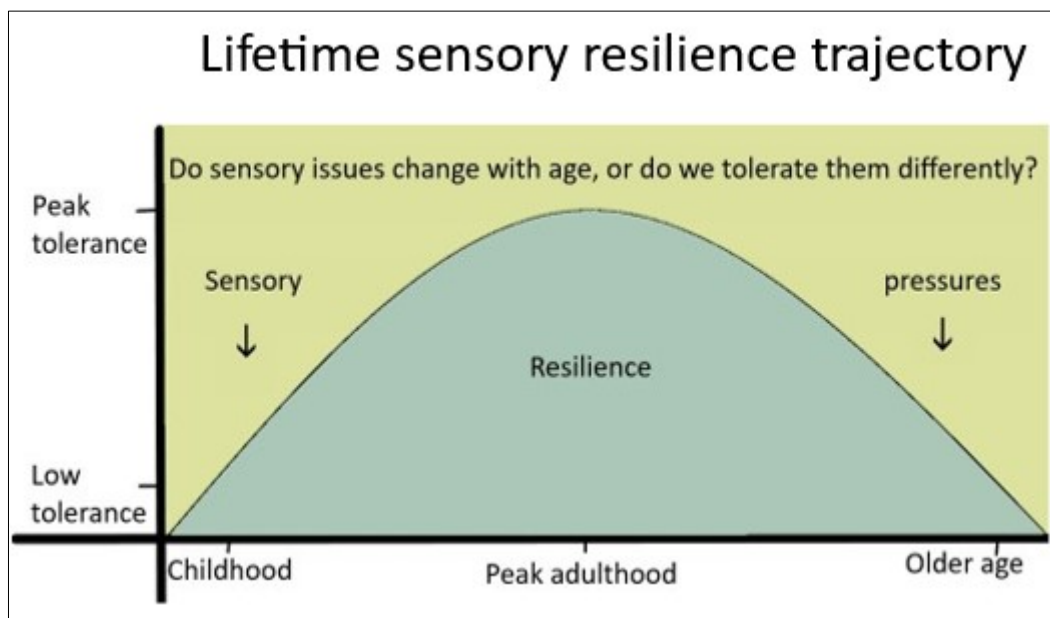 Lifetime sensory resilience trajectory
Do sensory issues change with age, or do we tolerate them differently?
Peak
tolerance
Sensory
pressures
Resilience
Low
tolerance
Childhood
Peak adulthood
Older age